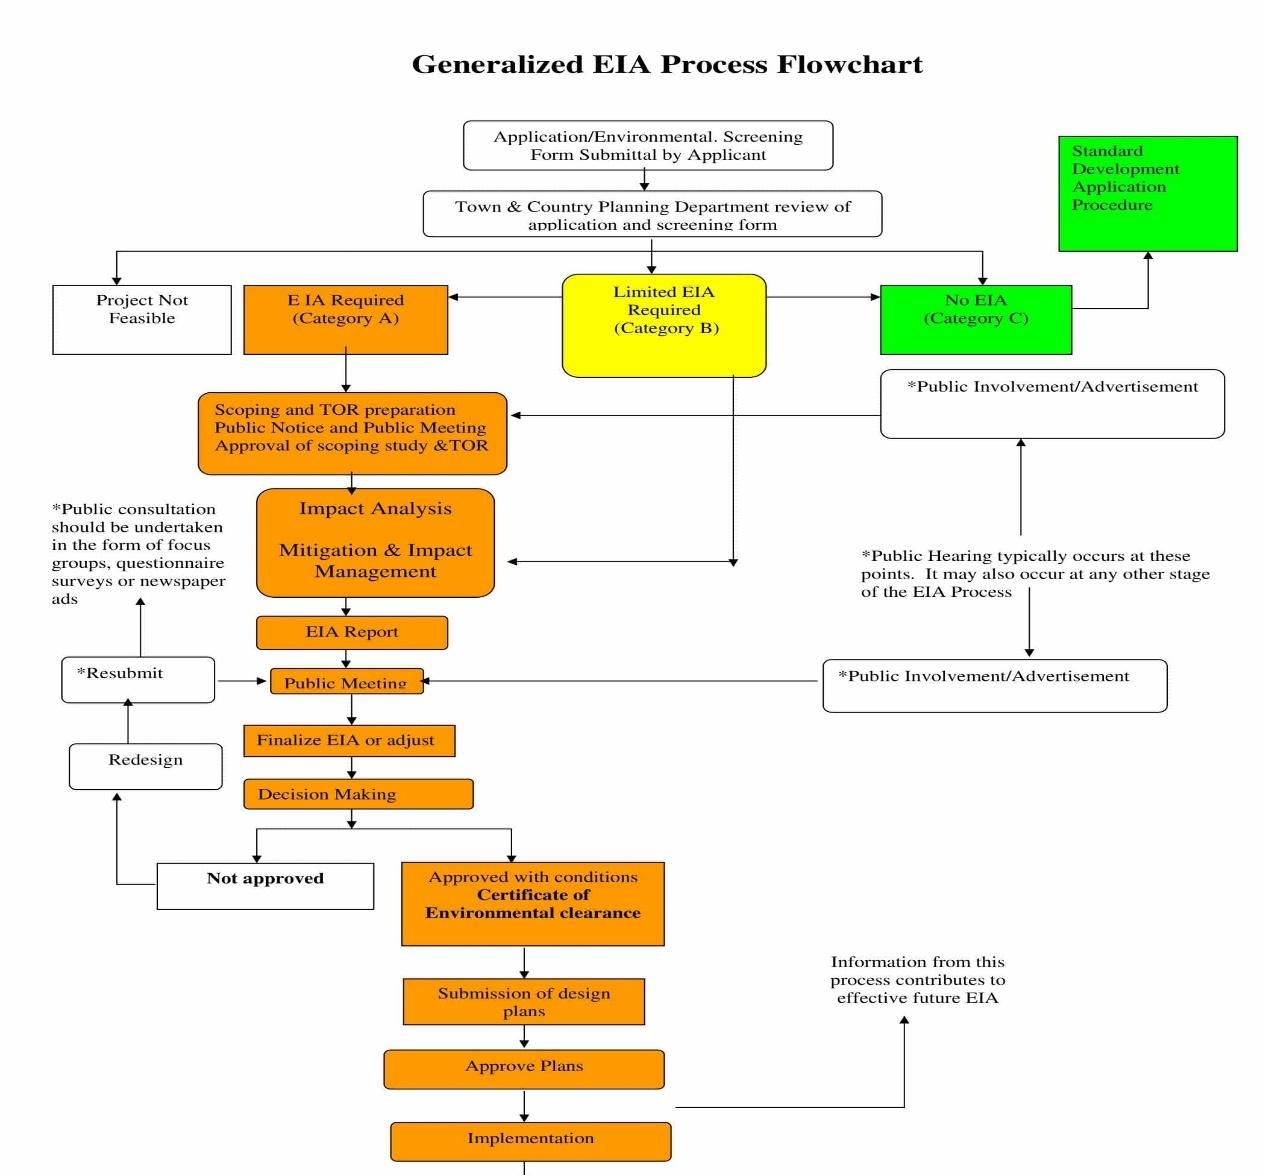 Generalized EIA Process Flowchart
Application/Environmental. Screening
Form Submittal by Applicant
Standard
Development
Application
Procedure
Town & Country Planning Department review of
application and screening form
Project Not
Feasible
E IA Required
(Category A)
Limited EIA
Required
(Category B)
No EIA
(Category C)
*Public Involvement/Advertisement
Scoping and TOR preparation
Public Notice and Public Meeting
Approval of scoping study &TOR
*Public consultation
should be undertaken
in the form of focus
groups, questionnaire
surveys or newspaper
ads
Impact Analysis
Mitigation & Impact
Management
*Public Hearing typically occurs at these
points. It may also occur at any other stage
of the EIA Process
EIA Report
*Resubmit
Public Meeting
*Public Involvement/Advertisement
Finalize EIA or adjust
Redesign
Decision Making
Not approved
Approved with conditions
Certificate of
Environmental clearance
Information from this
process contributes to
effective future EIA
Submission of design
plans
Approve Plans
Implementation